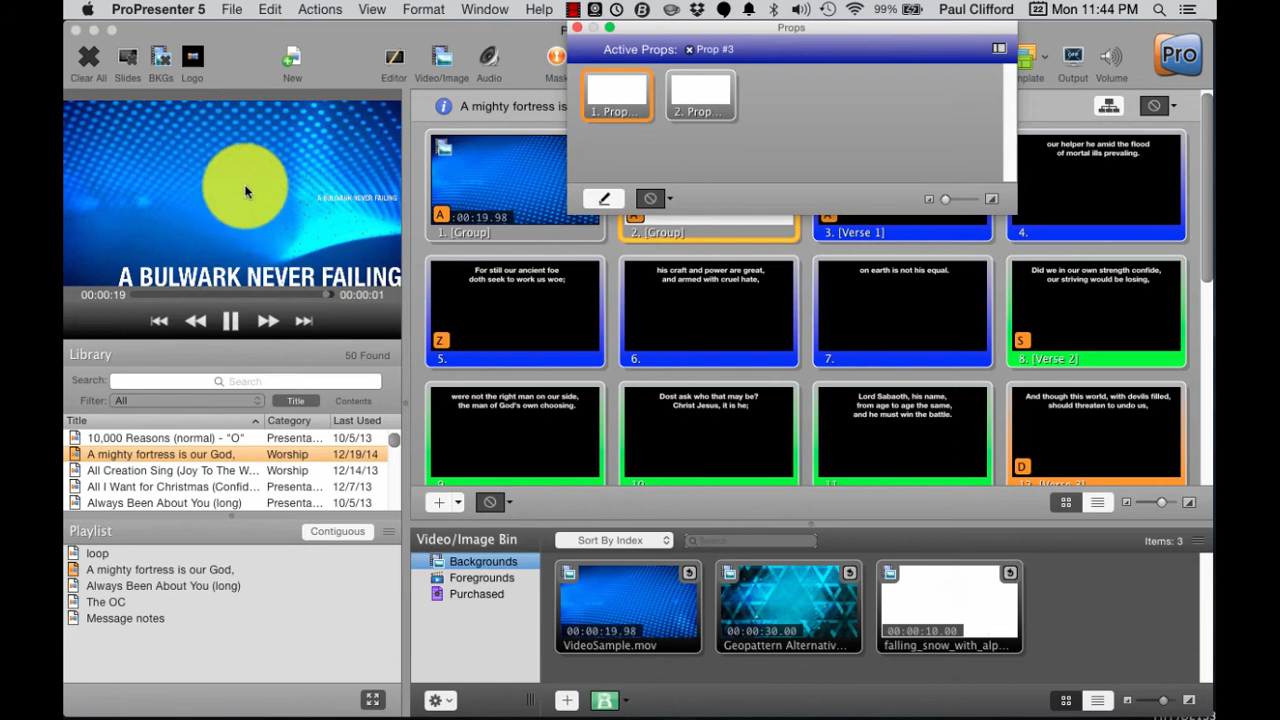 ProPresenter 5 File Edit Actions View Format Window Help 99% Paul Clifford 22 Mon 11:44 PM
Props
Active Props: Prop #3
Clear All Slides BKGs Logo New Editor Video/Image Audio Output Volume
Pro
1. Prop... 2. Prop...
A mighty fortress is
our helper he amid the flood
of mortal ills prevaling.
A BULWARK NEVER FAILING
A BULWARK NEVER FAILING
A :00:19.98
1. [Group] 2. [Group] 3. [Verse 1] 4.
00:00:19 00:00:01
For still our ancient foe
doth seek to work us woe;
his craft and power are great,
and armed with cruel hate,
on earth is not his equal.
Did we in our own strength confide,
our striving would be losing,
Z S
5. 6. 7. 8. [Verse 2]
Library 50 Found
Search: Search
Filter: All Title Contents
Title Category Last Used
10,000 Reasons (normal) - "O" Presenta... 10/5/13
A mighty fortress is our God, Worship 12/19/14
All Creation Sing (Joy To The W... Worship 12/14/13
All I Want for Christmas (Confid... Presenta... 12/7/13
Always Been About You (long) Presenta... 10/5/13
were not the right man on our side,
the man of God's own choosing.
Dost ask who that may be?
Christ Jesus, it is he;
Lord Sabaoth, his name,
from age to age the same,
and he must win the battle.
And though this world, with devils filled,
should threaten to undo us,
D
Playlist Contiguous
loop
A mighty fortress is our God,
Always Been About You (long)
The OC
Message notes
Video/Image Bin Sort By Index Search Items: 3
Backgrounds
Foregrounds
Purchased
00:00:19.98 00:00:30.00 00:00:10.00
VideoSample.mov Geopattern Alternativ... falling_snow_with_alp...